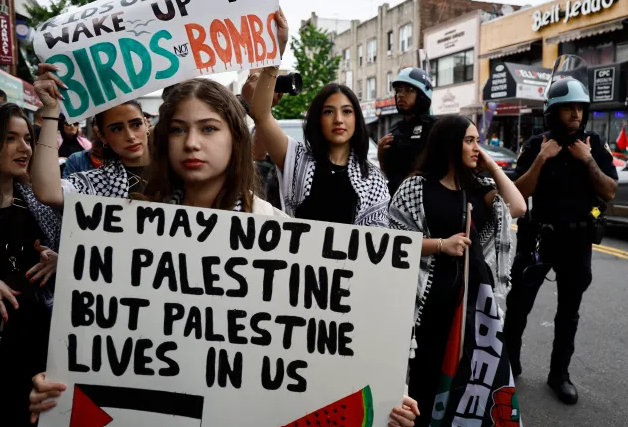 WAKE UP
BIRDS NOT BOMBS
WE MAY NOT LIVE
IN PALESTINE
BUT PALESTINE
LIVES IN US
Belt Jeddo
CPC
FREE